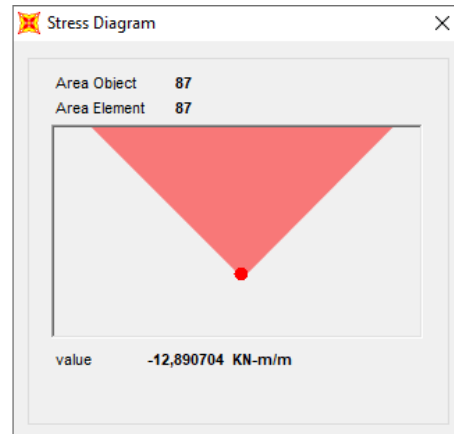 Stress Diagram
Area Object 87
Area Element 87
value -12,890704 KN-m/m